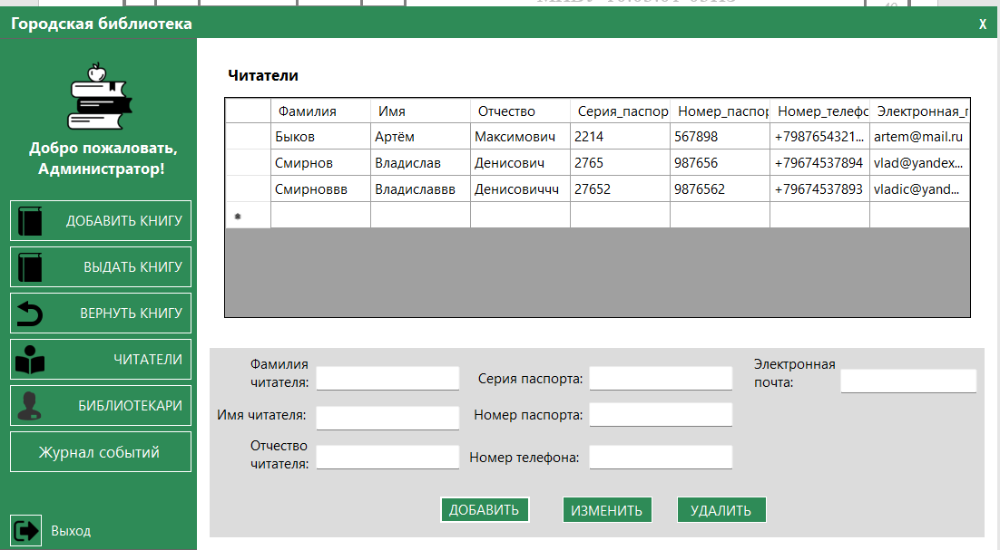 Городская библиотека
X
Добро пожаловать,
Администратор!
ДОБАВИТЬ КНИГУ
ВЫДАТЬ КНИГУ
ВЕРНУТЬ КНИГУ
ЧИТАТЕЛИ
БИБЛИОТЕКАРИ
Журнал событий
Выход
Читатели
Фамилия Имя Отчество Серия_паспор Номер_паспор Номер_телефо Электронная_п
Быков Артём Максимович 2214 567898 +7987654321... artem@mail.ru
Смирнов Владислав Денисович 2765 987656 +79674537894 vlad@yandex...
Смирноввв Владиславвв Денисовиччч 27652 9876562 +79674537893 vladic@yand...
Фамилия
читателя:
Имя читателя:
Отчество
читателя:
Серия паспорта:
Номер паспорта:
Номер телефона:
Электронная
почта:
ДОБАВИТЬ
ИЗМЕНИТЬ
УДАЛИТЬ